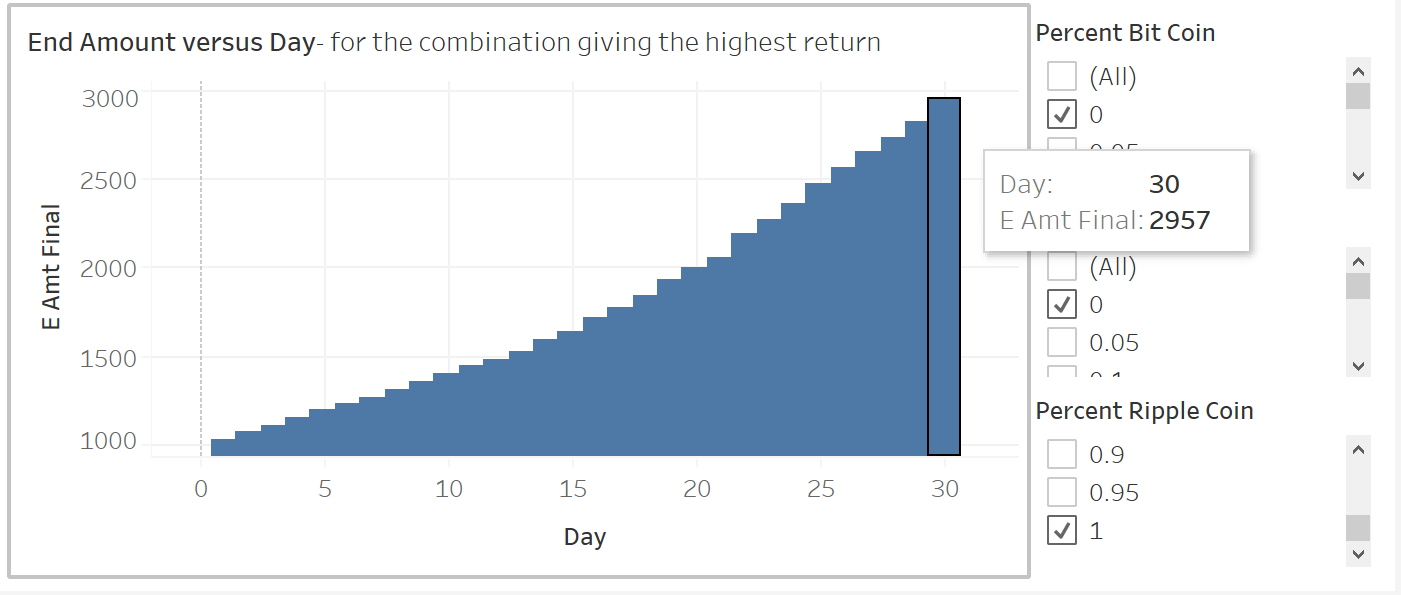 End Amount versus Day- for the combination giving the highest return
3000
2500
2000
1500
1000
E Amt Final
0 5 10 15 20 25 30
Day
Day: 30
E Amt Final: 2957
Percent Bit Coin
(All)
0
(All)
0
0.05
Percent Ripple Coin
0.9
0.95
1